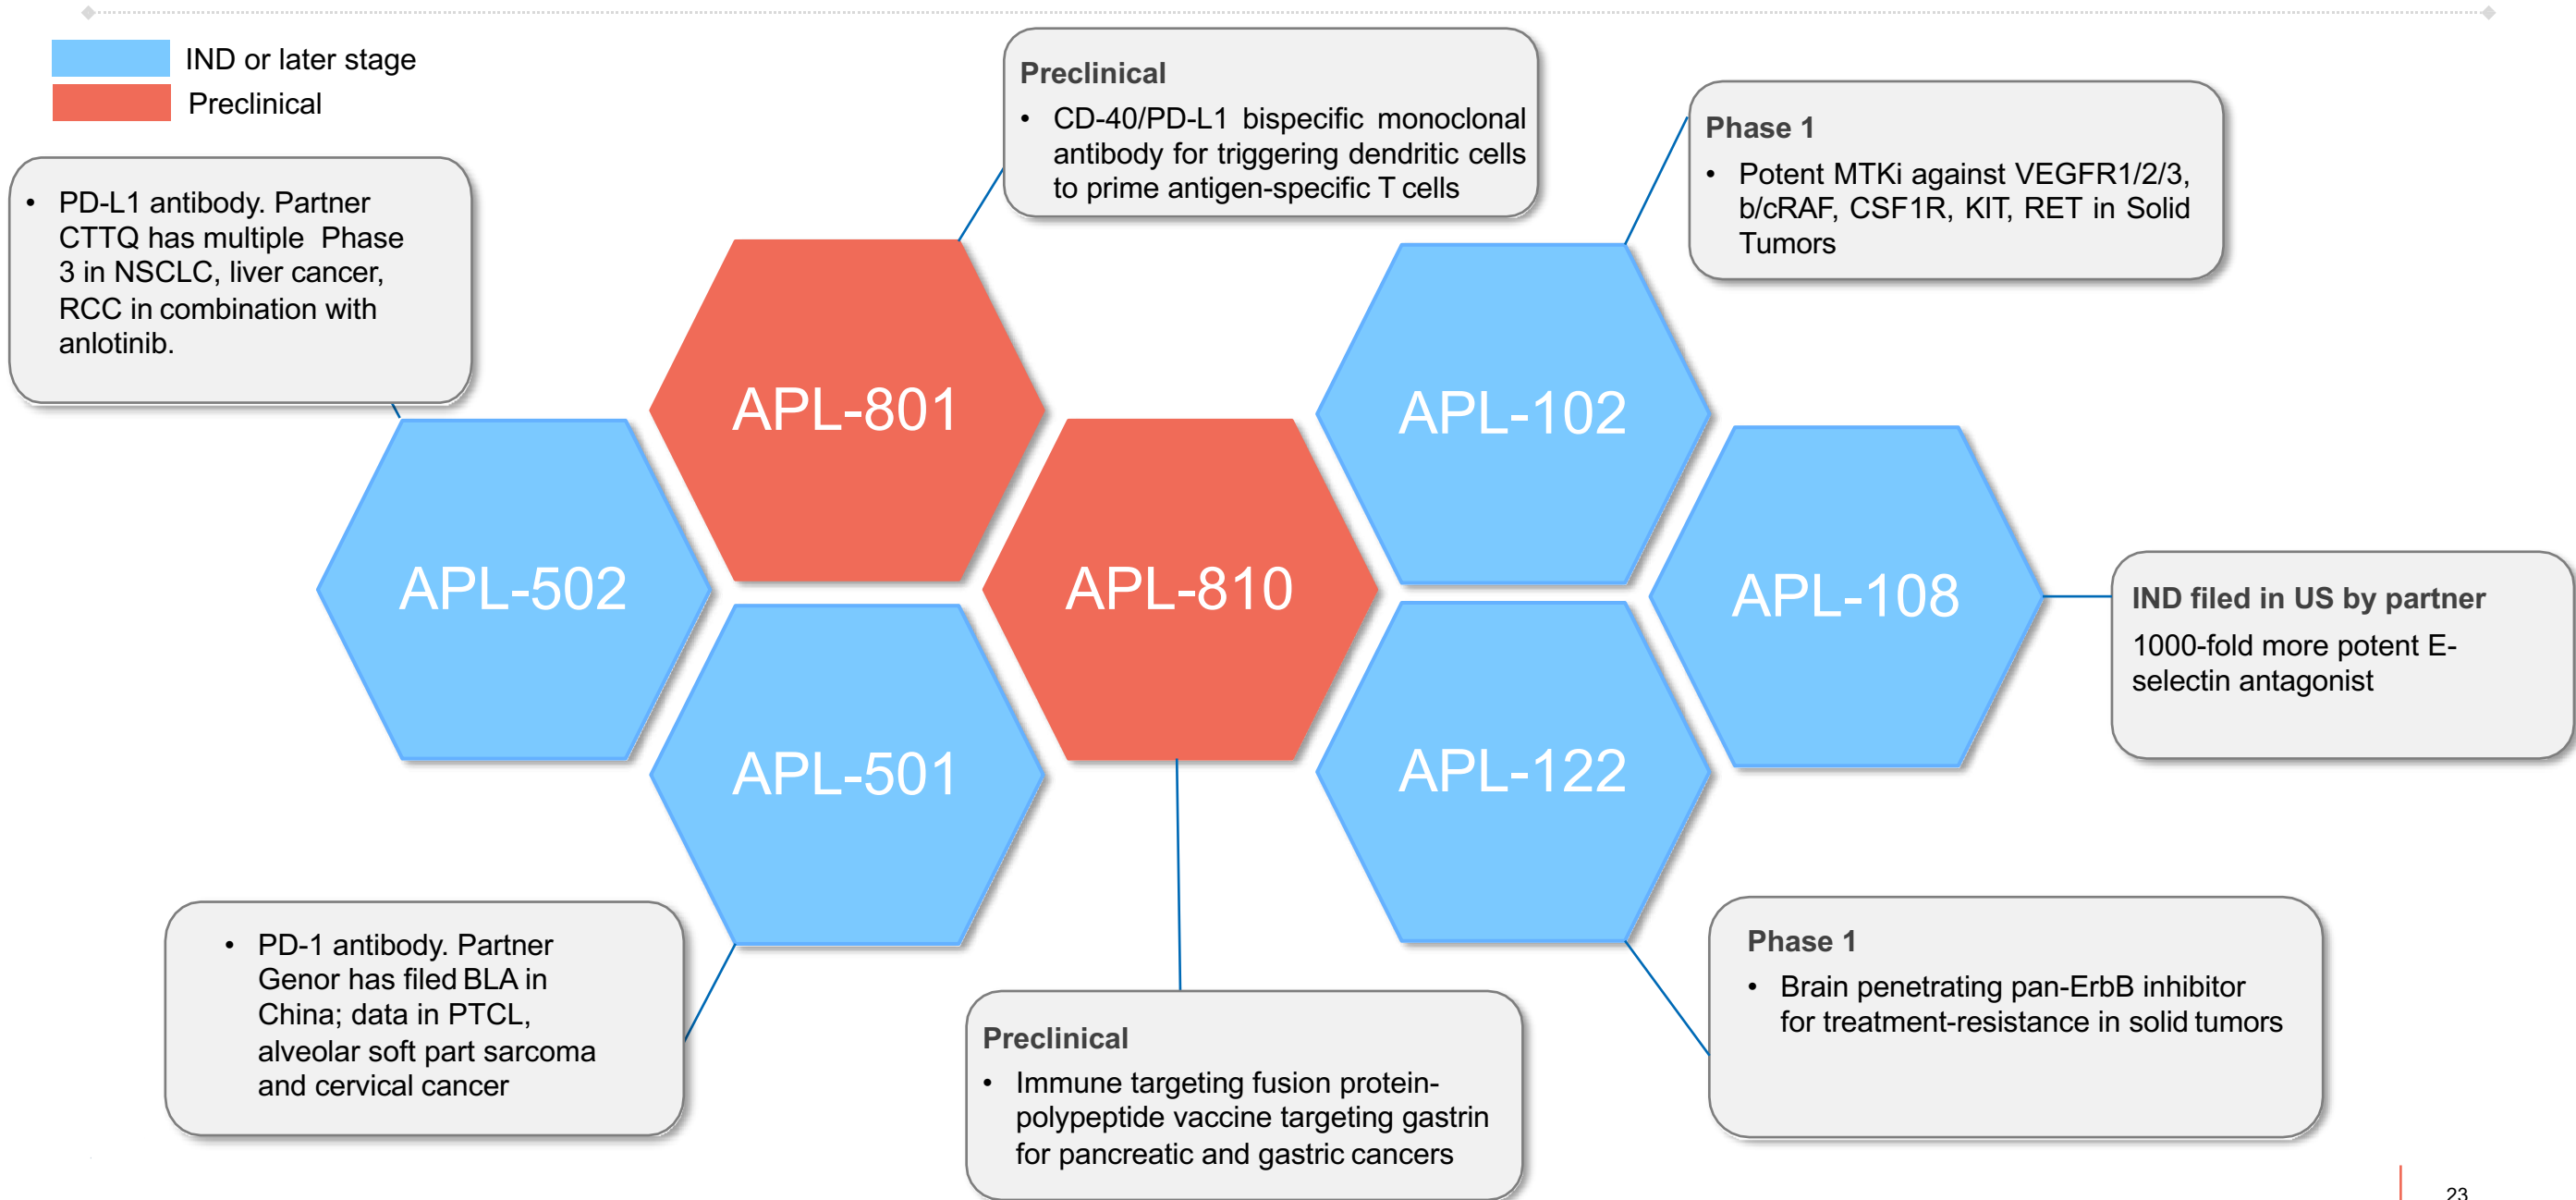 IND or later stage
Preclinical
Preclinical
• CD-40/PD-L1 bispecific monoclonal
antibody for triggering dendritic cells
to prime antigen-specific T cells
Phase 1
• Potent MTKi against VEGFR1/2/3,
b/cRAF, CSF1R, KIT, RET in Solid
Tumors
• PD-L1 antibody. Partner
CTTQ has multiple Phase
3 in NSCLC, liver cancer,
RCC in combination with
anlotinib.
APL-801
APL-102
APL-502
APL-810
APL-108
APL-501
APL-122
IND filed in US by partner
1000-fold more potent E-
selectin antagonist
• PD-1 antibody. Partner
Genor has filed BLA in
China; data in PTCL,
alveolar soft part sarcoma
and cervical cancer
Preclinical
• Immune targeting fusion protein-
polypeptide vaccine targeting gastrin
for pancreatic and gastric cancers
Phase 1
• Brain penetrating pan-ErbB inhibitor
for treatment-resistance in solid tumors
23